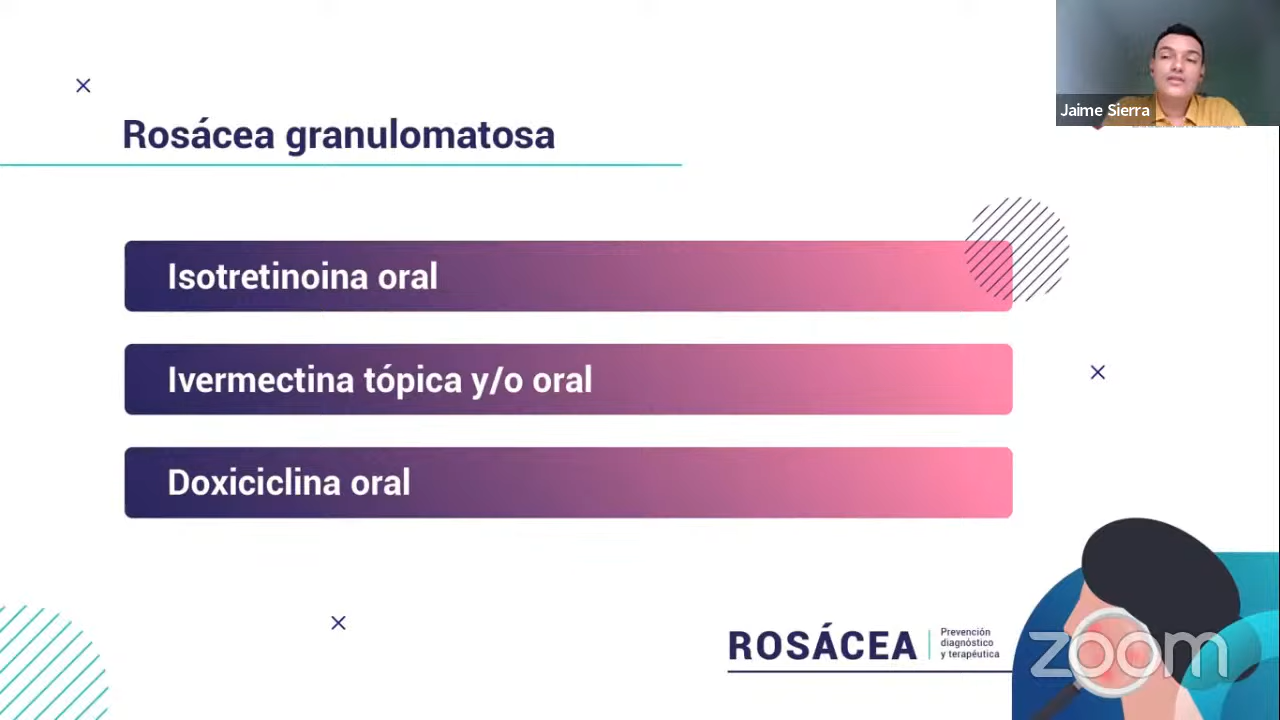 Jaime Sierra
Rosácea granulomatosa
Isotretinoina oral
Ivermectina tópica y/o oral
Doxiciclina oral
ROSÁCEA
Prevención
diagnóstico
y terapéutica
zoom